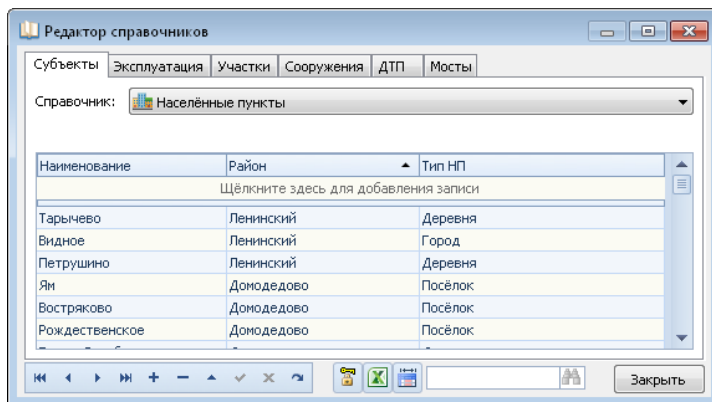 Редактор справочников
Субъекты Эксплуатация Участки Сооружения ДТП Мосты
Справочник: Населённые пункты
Наименование Район Тип НП
Щёлкните здесь для добавления записи
Тарычево Ленинский Деревня
Видное Ленинский Город
Петрушино Ленинский Деревня
Ям Домодедово Посёлок
Востряково Домодедово Посёлок
Рождественское Домодедово Посёлок
Закрыть